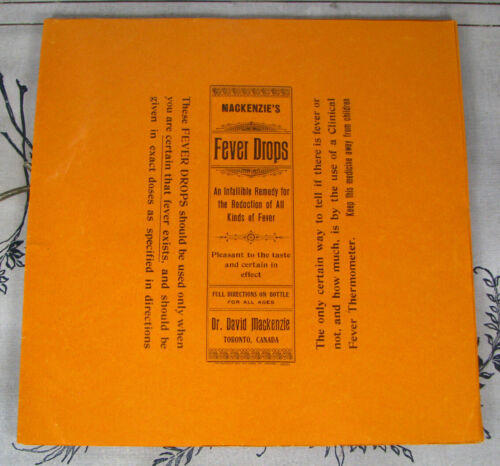 MACKENZIE'S
Fever Drops
An Infallible Remedy for
the Reduction of All
Kinds of Fever
Pleasant to the taste
and certain in
effect
FULL DIRECTIONS ON BOTTLE
FOR ALL AGES
Dr. David Mackenzie
TORONTO, CANADA
These FEVER DROPS should be used only when
you are certain that fever exists, and should be
given in exact doses as specified in directions
The only certain way to tell if there is fever or
not, and how much, is by the use of a Clinical
Fever Thermometer. Keep this medicine away from children